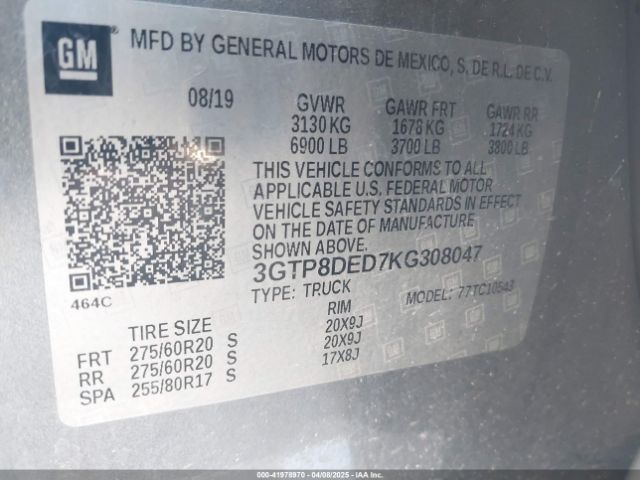 GM ®
MFD BY GENERAL MOTORS DE MEXICO, S. DE R.L. DE C.V.
08/19 GVWR GAWR FRT GAWR RR
3130 KG 1678 KG 1724 KG
6900 LB 3700 LB 3800 LB
THIS VEHICLE CONFORMS TO ALL
APPLICABLE U.S. FEDERAL MOTOR
VEHICLE SAFETY STANDARDS IN EFFECT
ON THE DATE OF MANUFACTURE
SHOWN ABOVE.
464C
3GTP8DED7KG308047
TYPE: TRUCK MODEL: 77TC10543
TIRE SIZE RIM
FRT 275/60R20 S 20X9J
RR 275/60R20 S 20X9J
SPA 255/80R17 S 17X8J
000-41978970 | 04/08/2025 - IAAI.COM